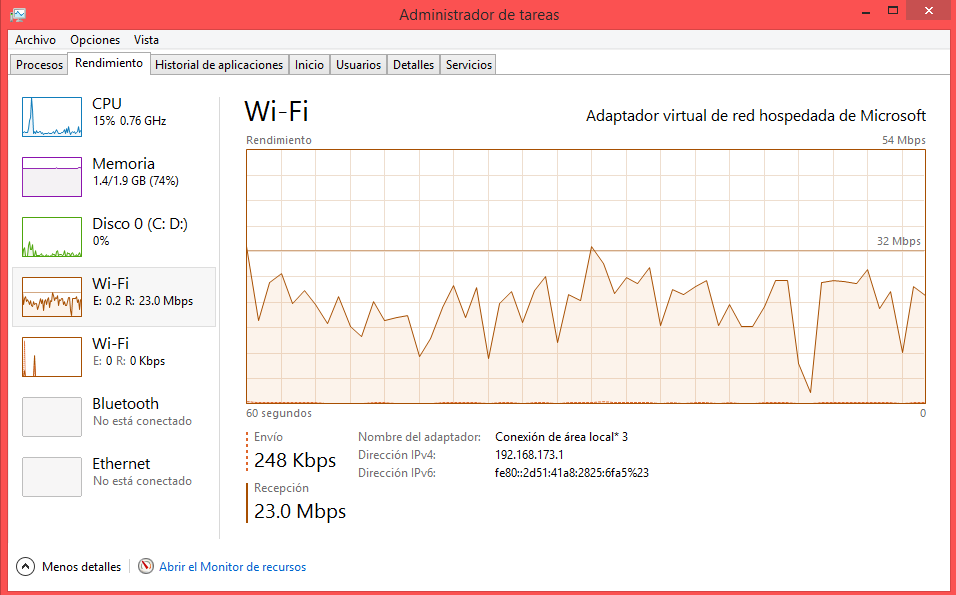 Administrador de tareas
Archivo Opciones Vista
Procesos Rendimiento Historial de aplicaciones Inicio Usuarios Detalles Servicios
CPU
15% 0.76 GHz
Memoria
1.4/1.9 GB (74%)
Disco 0 (C: D:)
0%
Wi-Fi
E: 0.2 R: 23.0 Mbps
Wi-Fi
E: 0 R: 0 Kbps
Bluetooth
No está conectado
Ethernet
No está conectado
Wi-Fi Adaptador virtual de red hospedada de Microsoft
Rendimiento 54 Mbps
32 Mbps
60 segundos 0
Envío
248 Kbps
Recepción
23.0 Mbps
Nombre del adaptador: Conexión de área local* 3
Dirección IPv4: 192.168.173.1
Dirección IPv6: fe80::2d51:41a8:2825:6fa5%23
Menos detalles Abrir el Monitor de recursos